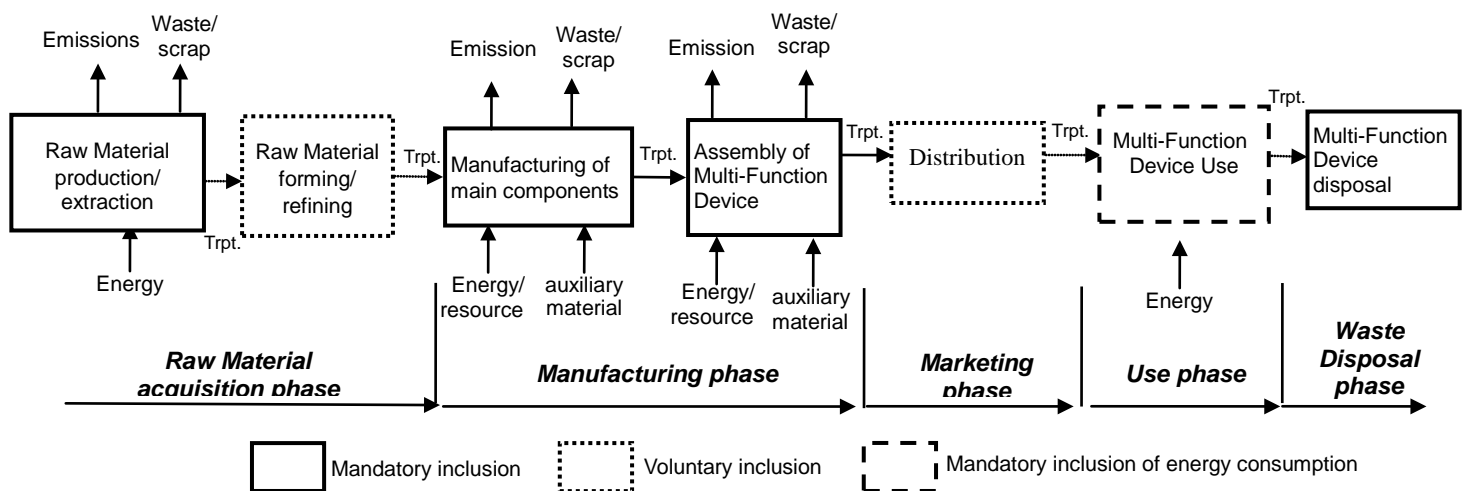 Emissions
Waste/
scrap
Emission
Waste/
scrap
Emission
Waste/
scrap
Raw Material
production/
extraction
Trpt.
Raw Material
forming/
refining
Trpt.
Manufacturing of
main components
Trpt.
Assembly of
Multi-Function
Device
Trpt.
Distribution
Trpt.
Multi-Function
Device Use
Trpt.
Multi-Function
Device
disposal
Energy
Energy/
resource
auxiliary
material
Energy/
resource
auxiliary
material
Energy
Raw Material
acquisition phase
Manufacturing phase
Marketing
phase
Use phase
Waste
Disposal
phase
Mandatory inclusion
Voluntary inclusion
Mandatory inclusion of energy consumption